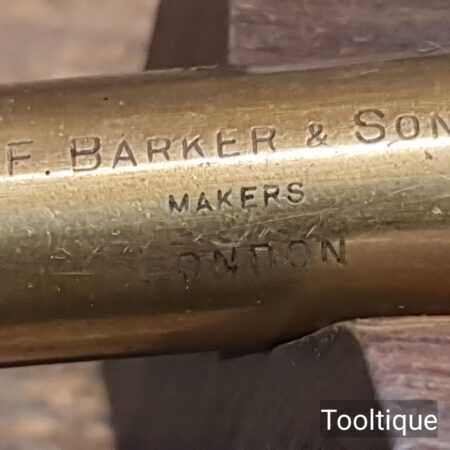 F. BARKER & SON
MAKERS
LONDON
Tooltique